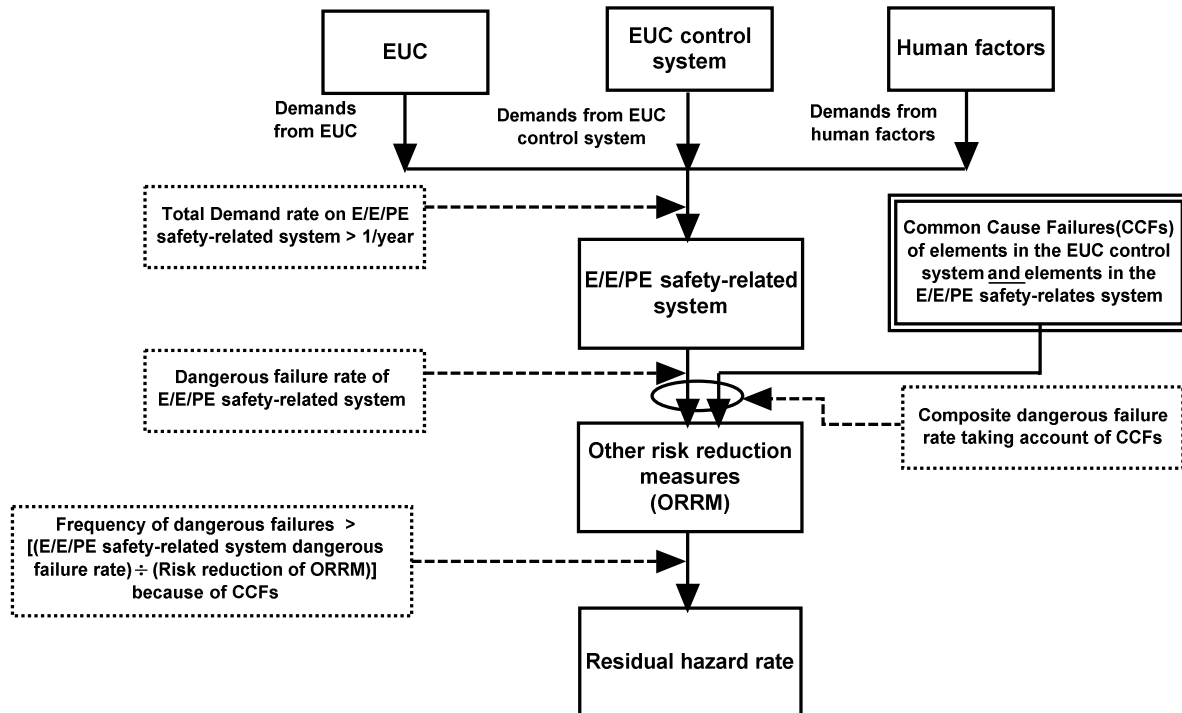 EUC
EUC control
system
Human factors
Demands
from EUC
Demands from EUC
control system
Demands from
human factors
Total Demand rate on E/E/PE
safety-related system > 1/year
Common Cause Failures(CCFs)
of elements in the EUC control
system and elements in the
E/E/PE safety-relates system
E/E/PE safety-related
system
Dangerous failure rate of
E/E/PE safety-related system
Composite dangerous failure
rate taking account of CCFs
Other risk reduction
measures
(ORRM)
Frequency of dangerous failures >
[(E/E/PE safety-related system dangerous
failure rate) ÷ (Risk reduction of ORRM)]
because of CCFs
Residual hazard rate